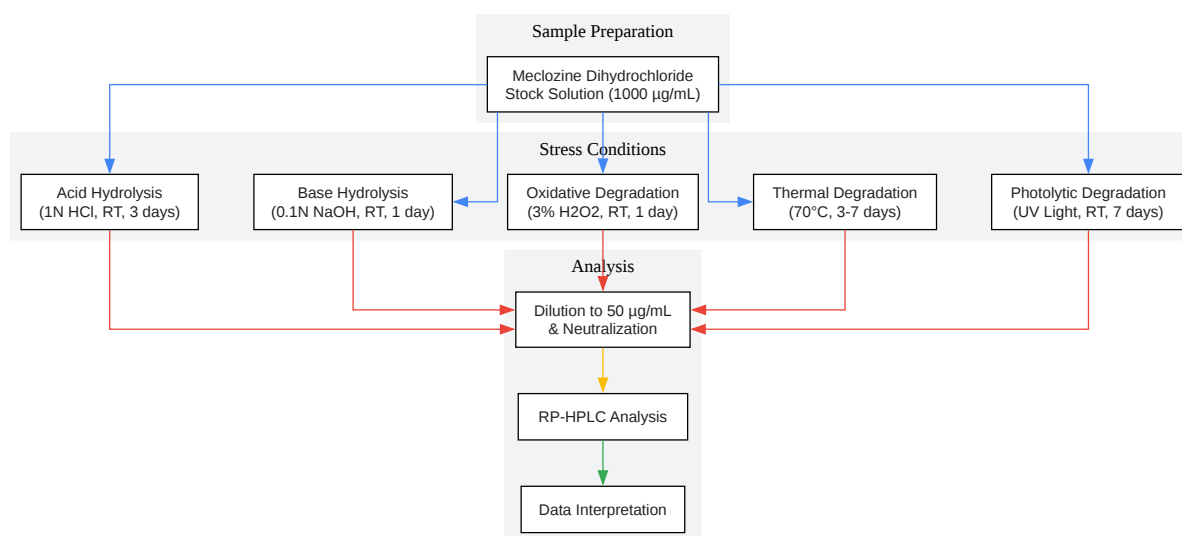 Sample Preparation
Meclozine Dihydrochloride
Stock Solution (1000 µg/mL)
Stress Conditions
Acid Hydrolysis
(1N HCl, RT, 3 days)
Base Hydrolysis
(0.1N NaOH, RT, 1 day)
Oxidative Degradation
(3% H2O2, RT, 1 day)
Thermal Degradation
(70°C, 3-7 days)
Photolytic Degradation
(UV Light, RT, 7 days)
Analysis
Dilution to 50 µg/mL
& Neutralization
RP-HPLC Analysis
Data Interpretation